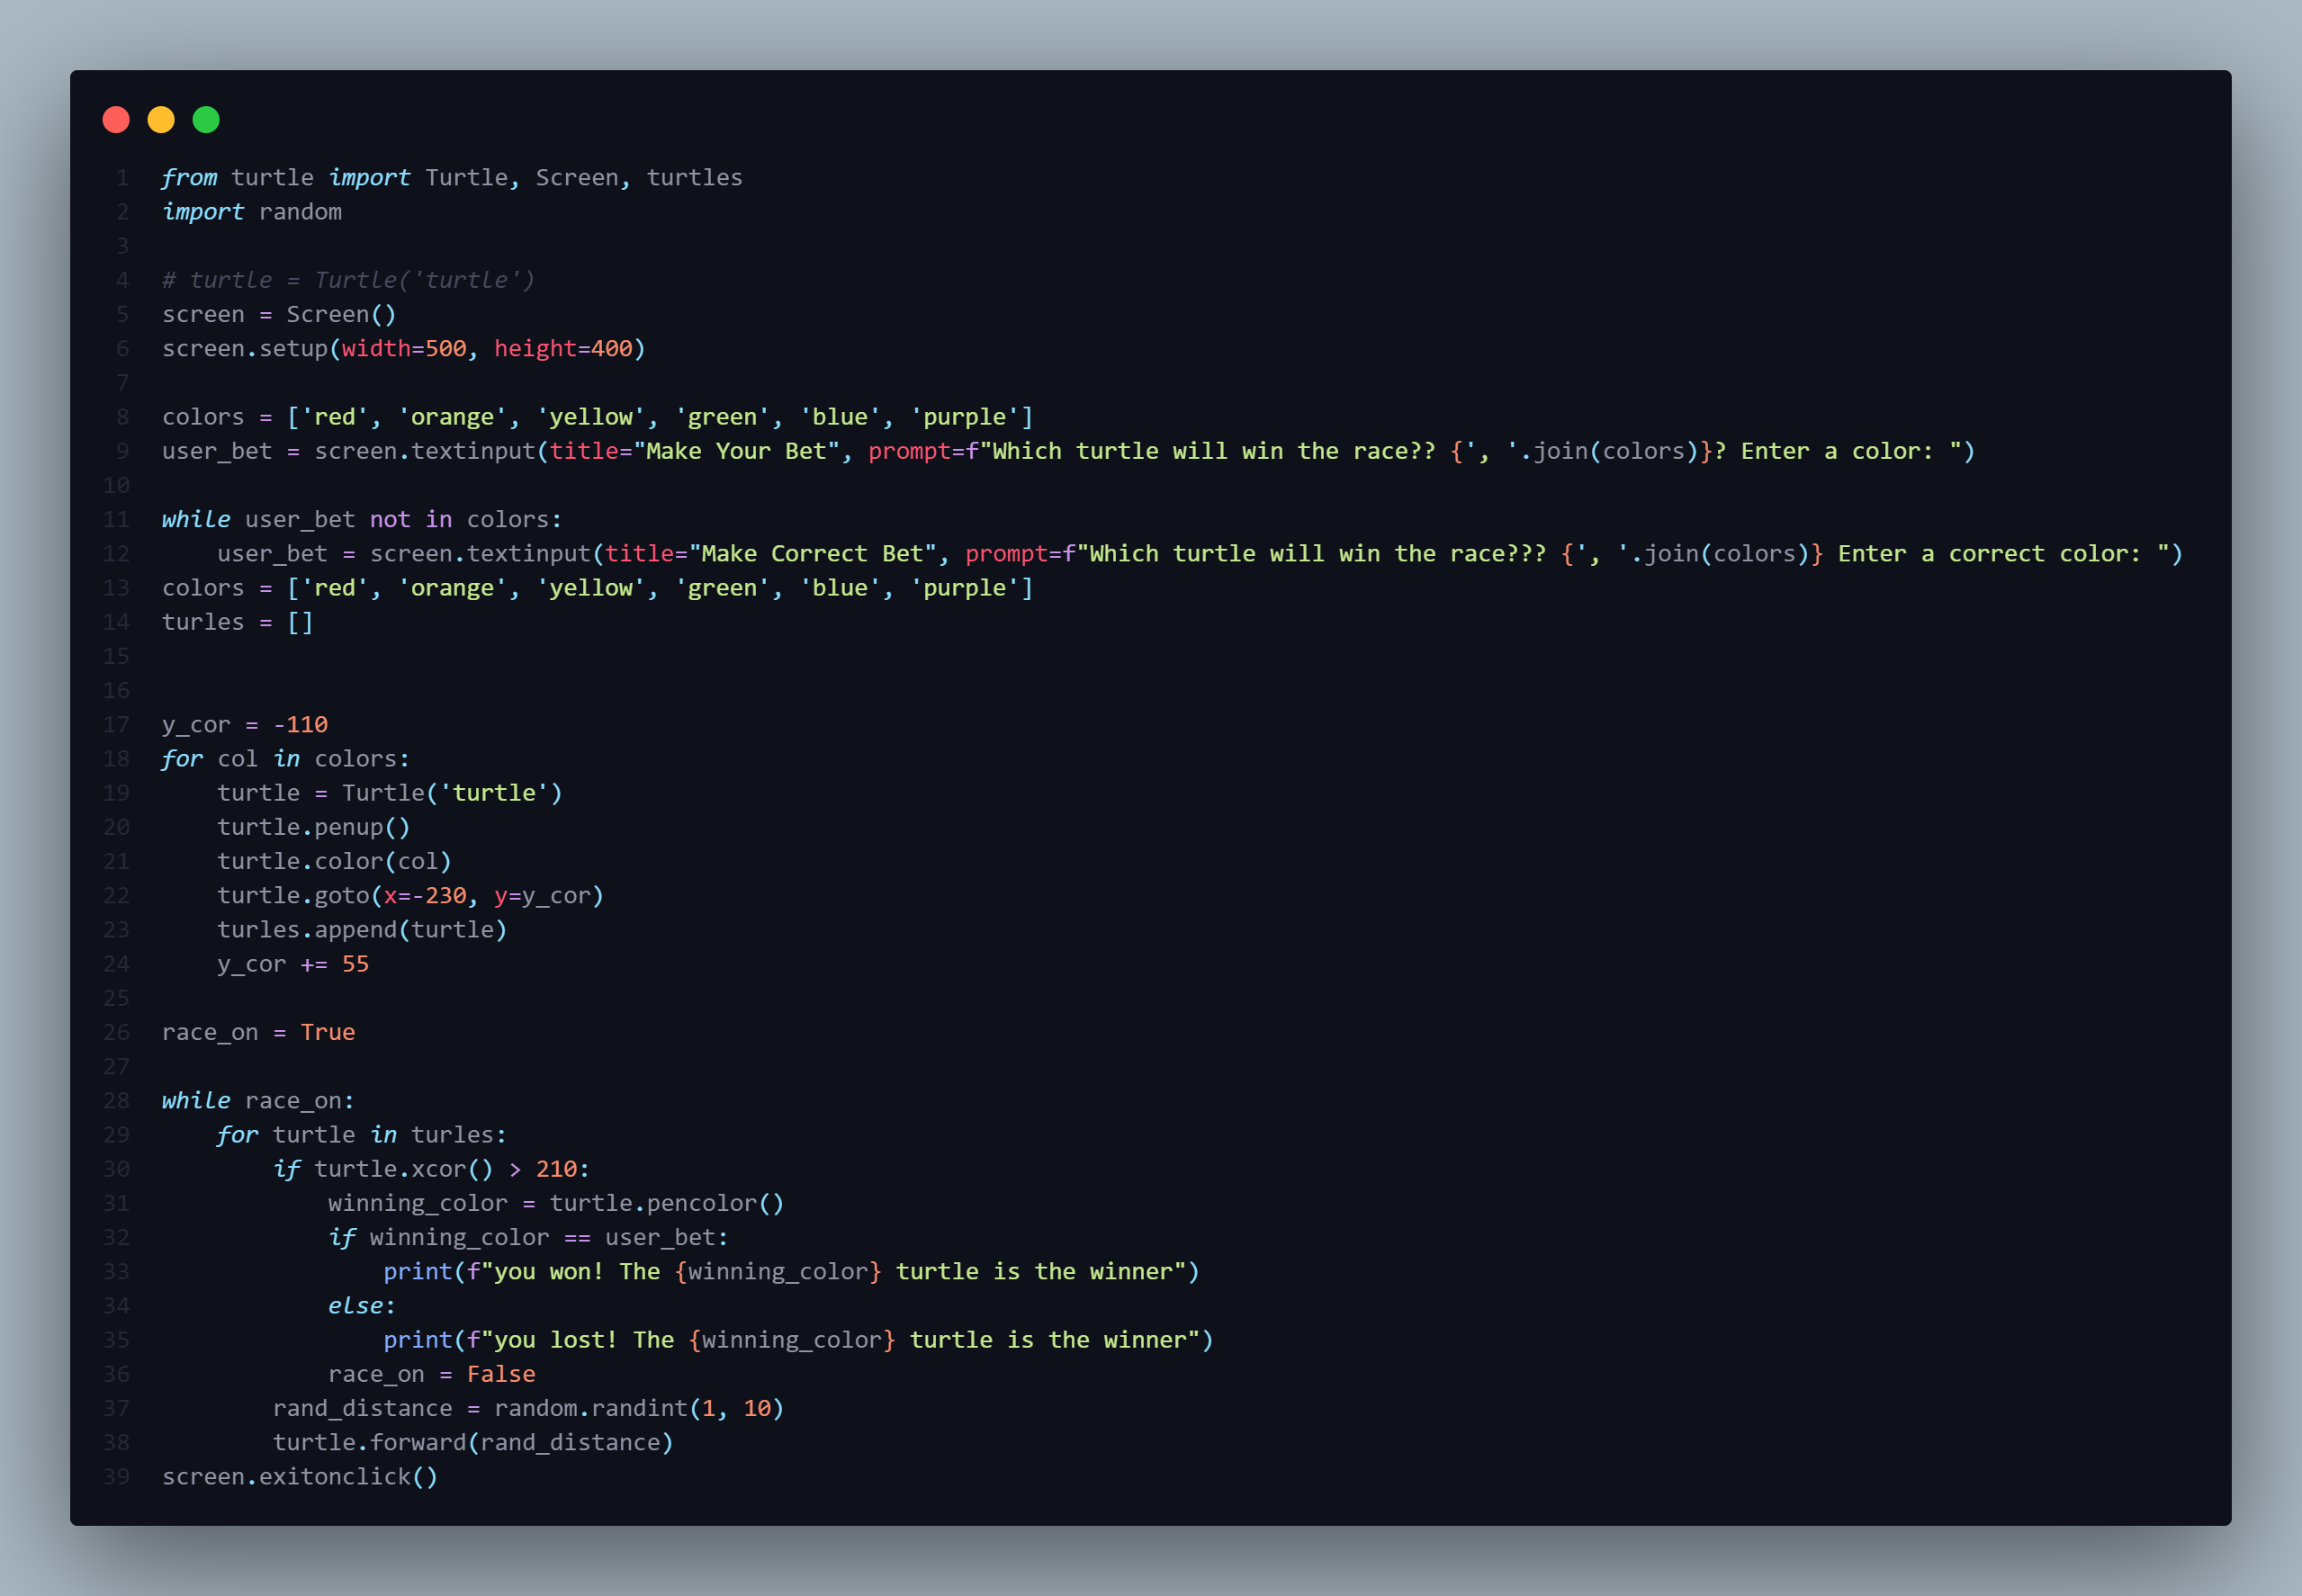 1 from turtle import Turtle, Screen, turtles
2 import random
3
4 # turtle = Turtle('turtle')
5 screen = Screen()
6 screen.setup(width=500, height=400)
7
8 colors = ['red', 'orange', 'yellow', 'green', 'blue', 'purple']
9 user_bet = screen.textinput(title="Make Your Bet", prompt=f"Which turtle will win the race?? {', '.join(colors)}? Enter a color: ")
10
11 while user_bet not in colors:
12     user_bet = screen.textinput(title="Make Correct Bet", prompt=f"Which turtle will win the race??? {', '.join(colors)} Enter a correct color: ")
13 colors = ['red', 'orange', 'yellow', 'green', 'blue', 'purple']
14 turles = []
15
16
17 y_cor = -110
18 for col in colors:
19     turtle = Turtle('turtle')
20     turtle.penup()
21     turtle.color(col)
22     turtle.goto(x=-230, y=y_cor)
23     turles.append(turtle)
24     y_cor += 55
25
26 race_on = True
27
28 while race_on:
29     for turtle in turles:
30         if turtle.xcor() > 210:
31             winning_color = turtle.pencolor()
32             if winning_color == user_bet:
33                 print(f"you won! The {winning_color} turtle is the winner")
34             else:
35                 print(f"you lost! The {winning_color} turtle is the winner")
36             race_on = False
37         rand_distance = random.randint(1, 10)
38         turtle.forward(rand_distance)
39 screen.exitonclick()